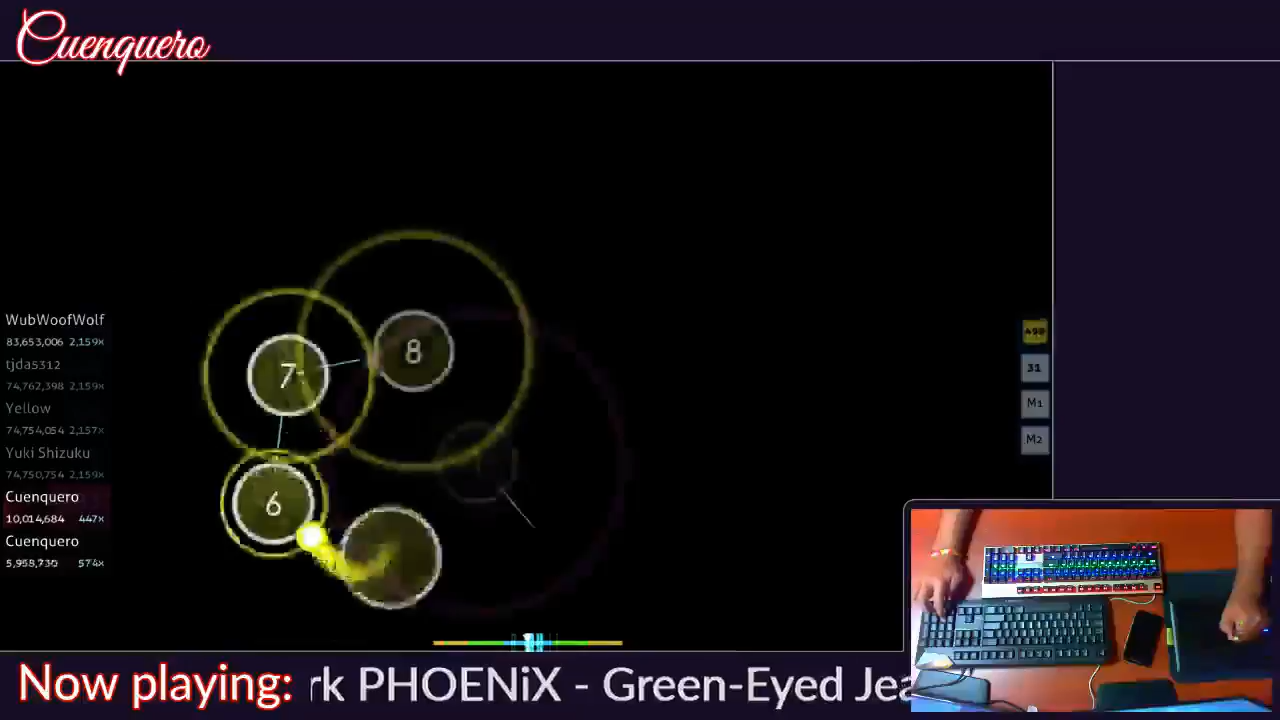 Cuenquero
WubWoofWolf
83,653,006 2,159x
tjda5312
74,762,398 2,159x
Yellow
74,754,054 2,157x
Yuki Shizuku
74,750,754 2,159x
Cuenquero
10,014,684 447x
Cuenquero
5,958,730 574x
7
8
6
31
M1
M2
Now playing: rk PHOENiX - Green-Eyed Jea